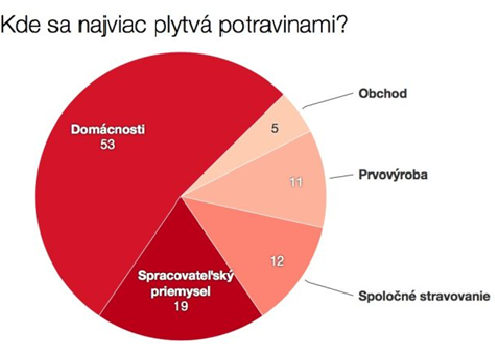 Kde sa najviac plytvá potravinami?
Obchod
5
Domácnosti
53
Prvovýroba
11
12
Spracovateľský
priemysel
19
Spoločné stravovanie